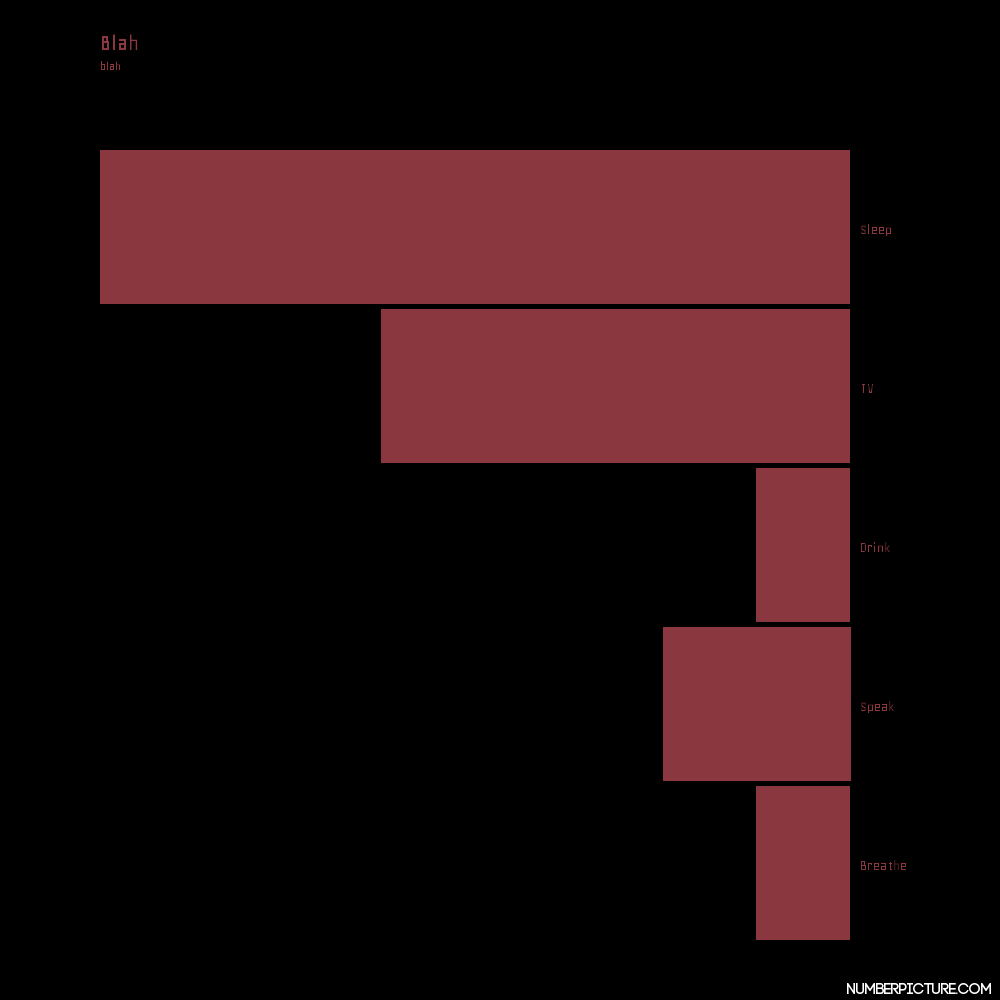 Blah
blah
Sleep
TV
Drink
Speak
Breathe
NUMBERPICTURE.COM